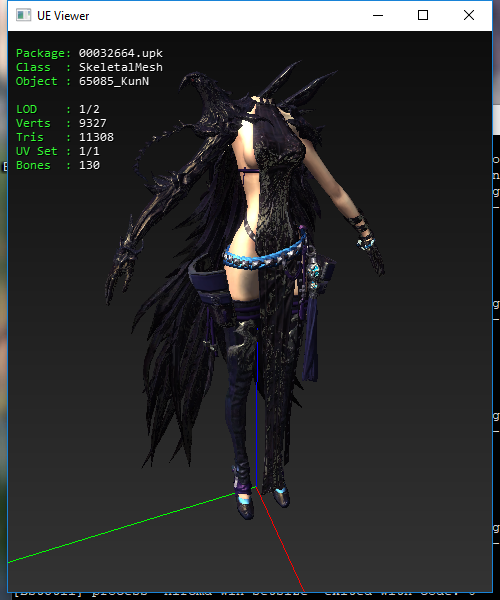 UE Viewer
Package: 00032664.upk
Class : SkeletalMesh
Object : 65085_KunN
LOD : 1/2
Verts : 9327
Tris : 11308
UV Set : 1/1
Bones : 130